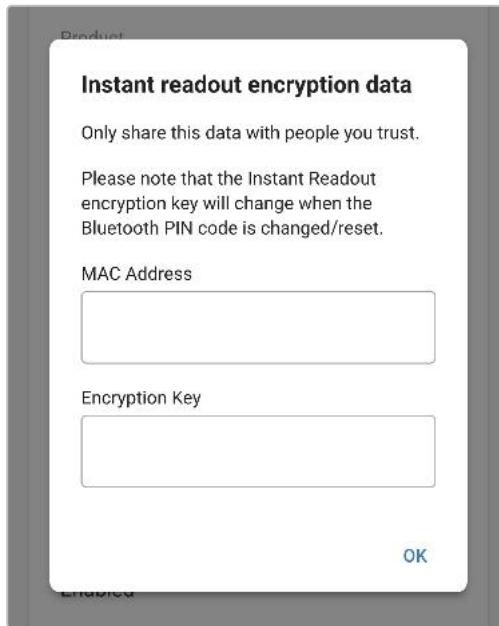 Product
Instant readout encryption data
Only share this data with people you trust.
Please note that the Instant Readout
encryption key will change when the
Bluetooth PIN code is changed/reset.
MAC Address
Encryption Key
OK
Enabled